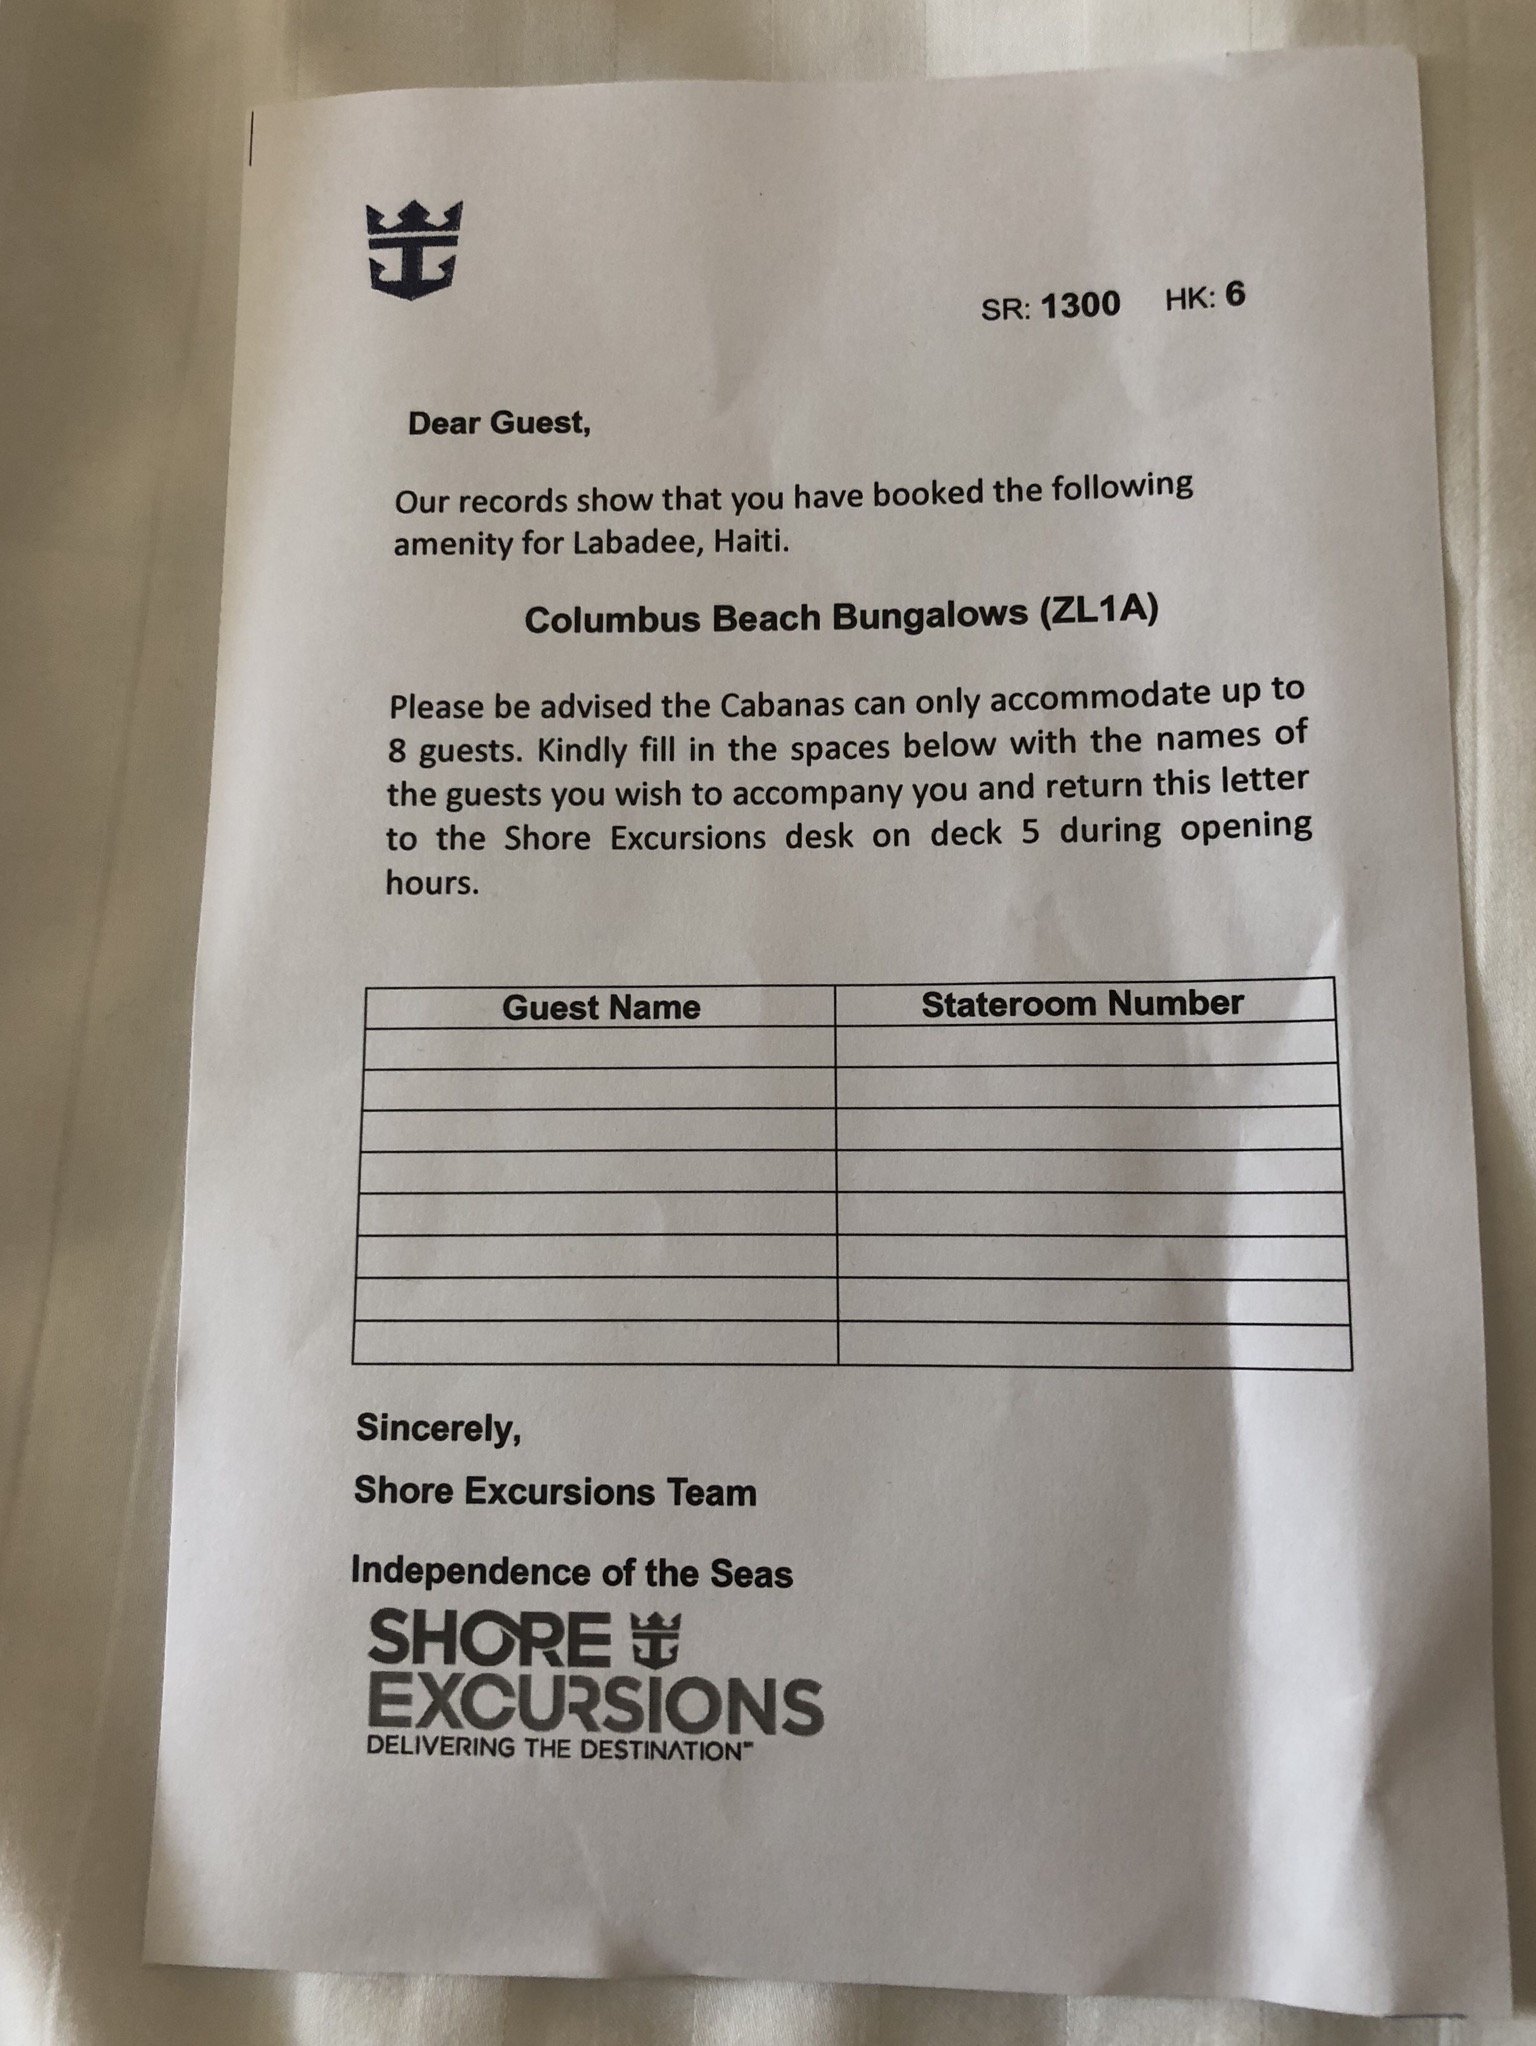 SR: 1300 HK: 6
Dear Guest,
Our records show that you have booked the following
amenity for Labadee, Haiti.
Columbus Beach Bungalows (ZL1A)
Please be advised the Cabanas can only accommodate up to
8 guests. Kindly fill in the spaces below with the names of
the guests you wish to accompany you and return this letter
to the Shore Excursions desk on deck 5 during opening
hours.
Guest Name Stateroom Number
Sincerely,
Shore Excursions Team
Independence of the Seas
SHORE
EXCURSIONS
DELIVERING THE DESTINATION℠